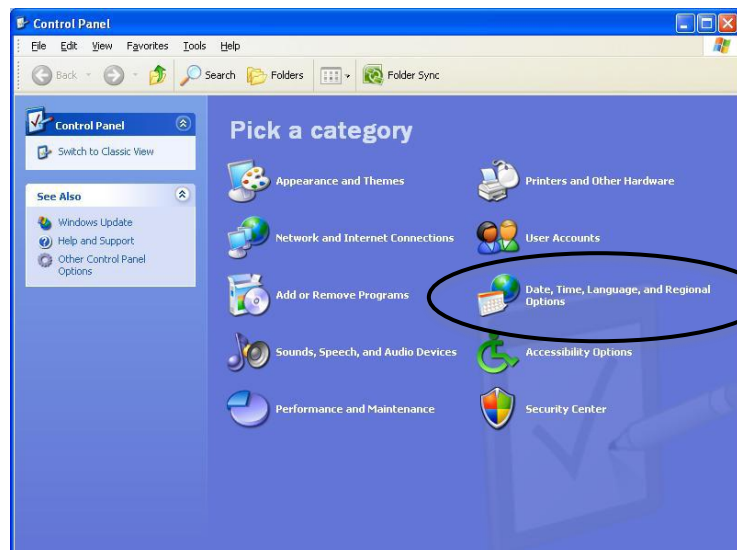 Control Panel
File Edit View Favorites Tools Help
Back Search Folders Folder Sync
Control Panel
Switch to Classic View
See Also
Windows Update
Help and Support
Other Control Panel
Options
Pick a category
Appearance and Themes
Printers and Other Hardware
Network and Internet Connections
User Accounts
Add or Remove Programs
Date, Time, Language, and Regional
Options
Sounds, Speech, and Audio Devices
Accessibility Options
Performance and Maintenance
Security Center